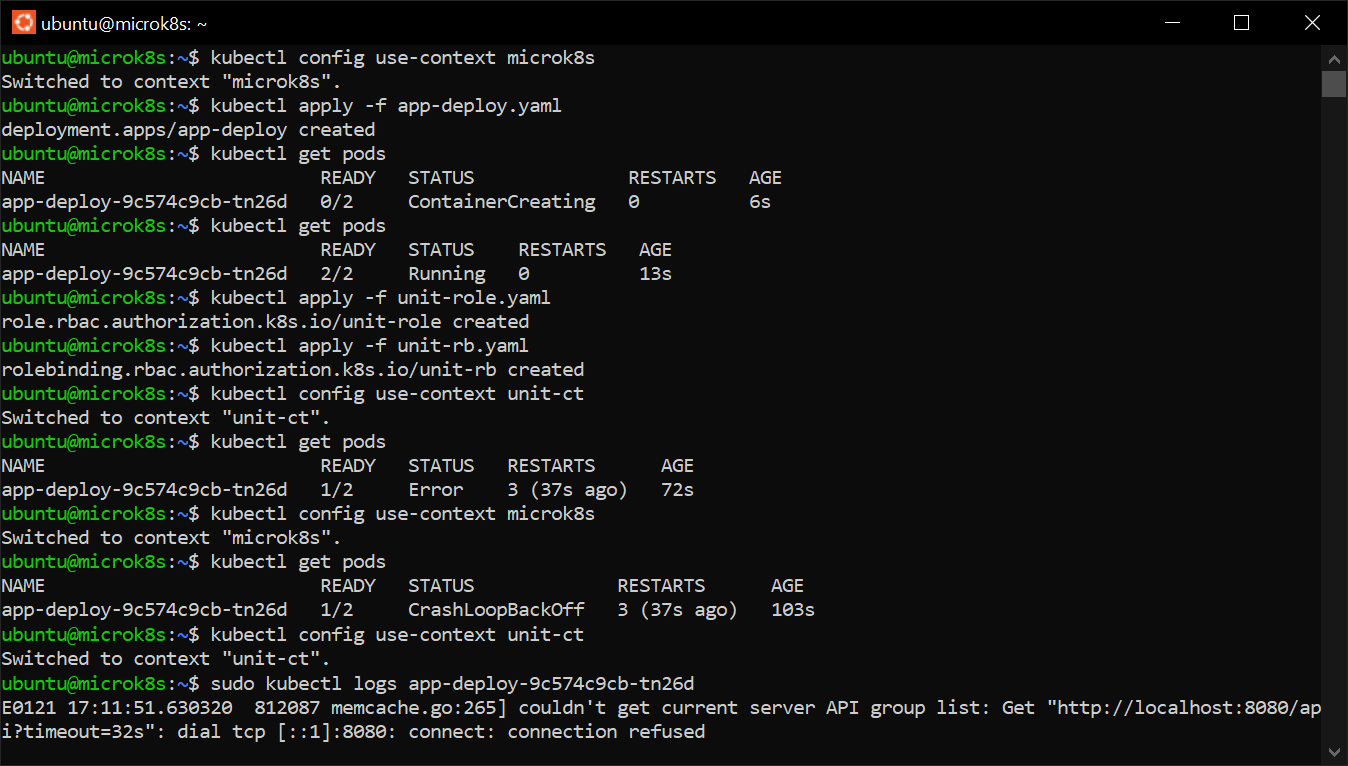 ubuntu@microk8s: ~
ubuntu@microk8s:~$ kubectl config use-context microk8s
Switched to context "microk8s".
ubuntu@microk8s:~$ kubectl apply -f app-deploy.yaml
deployment.apps/app-deploy created
ubuntu@microk8s:~$ kubectl get pods
NAME                         READY   STATUS              RESTARTS   AGE
app-deploy-9c574c9cb-tn26d   0/2     ContainerCreating   0          6s
ubuntu@microk8s:~$ kubectl get pods
NAME                         READY   STATUS    RESTARTS   AGE
app-deploy-9c574c9cb-tn26d   2/2     Running   0          13s
ubuntu@microk8s:~$ kubectl apply -f unit-role.yaml
role.rbac.authorization.k8s.io/unit-role created
ubuntu@microk8s:~$ kubectl apply -f unit-rb.yaml
rolebinding.rbac.authorization.k8s.io/unit-rb created
ubuntu@microk8s:~$ kubectl config use-context unit-ct
Switched to context "unit-ct".
ubuntu@microk8s:~$ kubectl get pods
NAME                         READY   STATUS   RESTARTS      AGE
app-deploy-9c574c9cb-tn26d   1/2     Error    3 (37s ago)   72s
ubuntu@microk8s:~$ kubectl config use-context microk8s
Switched to context "microk8s".
ubuntu@microk8s:~$ kubectl get pods
NAME                         READY   STATUS             RESTARTS      AGE
app-deploy-9c574c9cb-tn26d   1/2     CrashLoopBackOff   3 (37s ago)   103s
ubuntu@microk8s:~$ kubectl config use-context unit-ct
Switched to context "unit-ct".
ubuntu@microk8s:~$ sudo kubectl logs app-deploy-9c574c9cb-tn26d
E0121 17:11:51.630320  812087 memcache.go:265] couldn't get current server API group list: Get "http://localhost:8080/ap
i?timeout=32s": dial tcp [::1]:8080: connect: connection refused